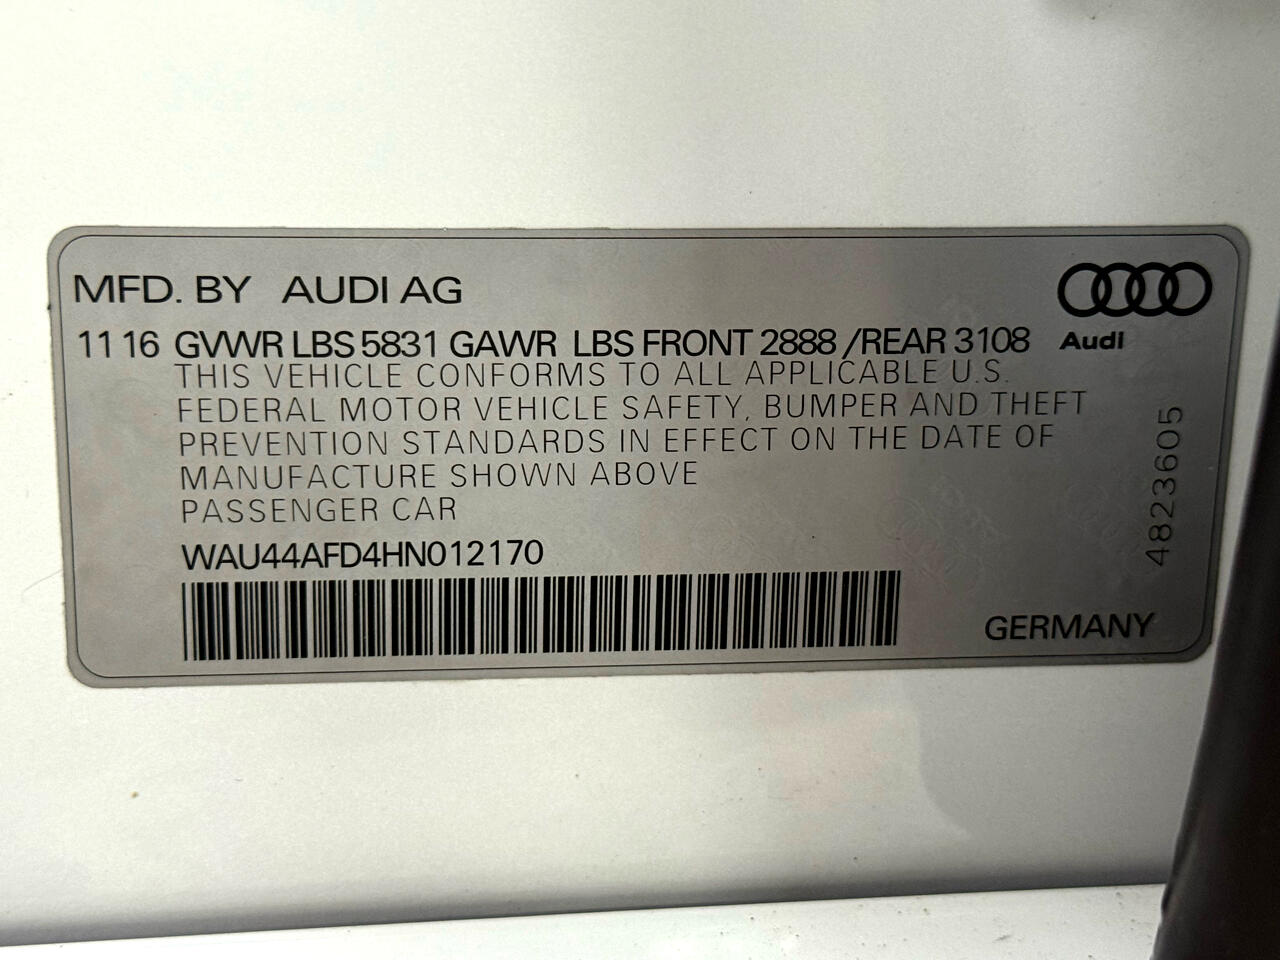 MFD. BY AUDI AG
11 16 GVWR LBS 5831 GAWR LBS FRONT 2888 /REAR 3108
Audi
THIS VEHICLE CONFORMS TO ALL APPLICABLE U.S.
FEDERAL MOTOR VEHICLE SAFETY, BUMPER AND THEFT
PREVENTION STANDARDS IN EFFECT ON THE DATE OF
MANUFACTURE SHOWN ABOVE
PASSENGER CAR
WAU44AFD4HN012170
GERMANY
4823605